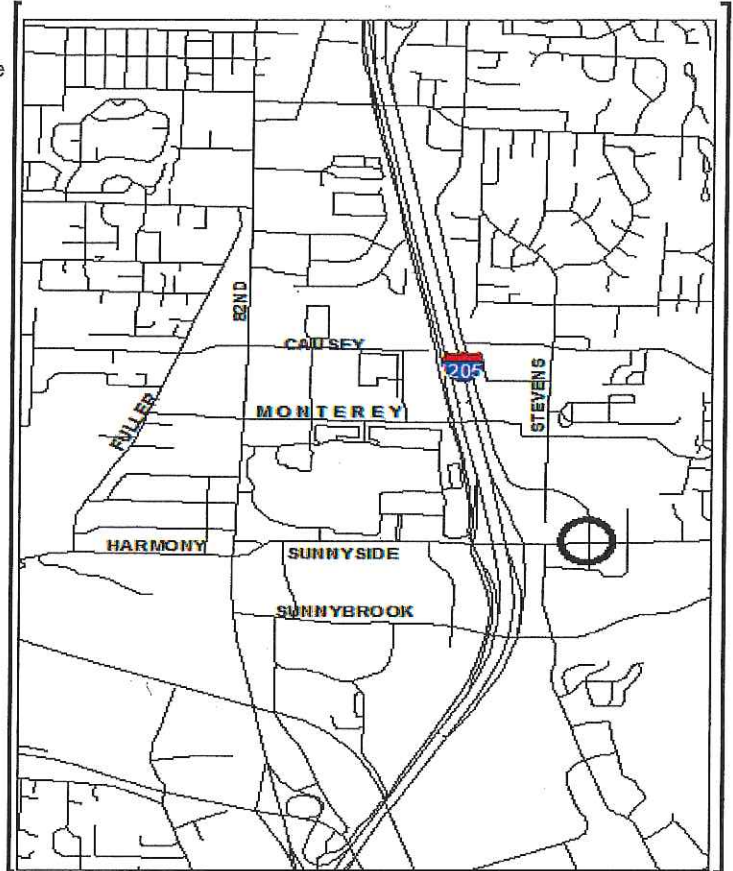 e
82ND
CAUSEY
205
STEVENS
FULLER
MONTEREY
HARMONY
SUNNYSIDE
SUNNYBROOK